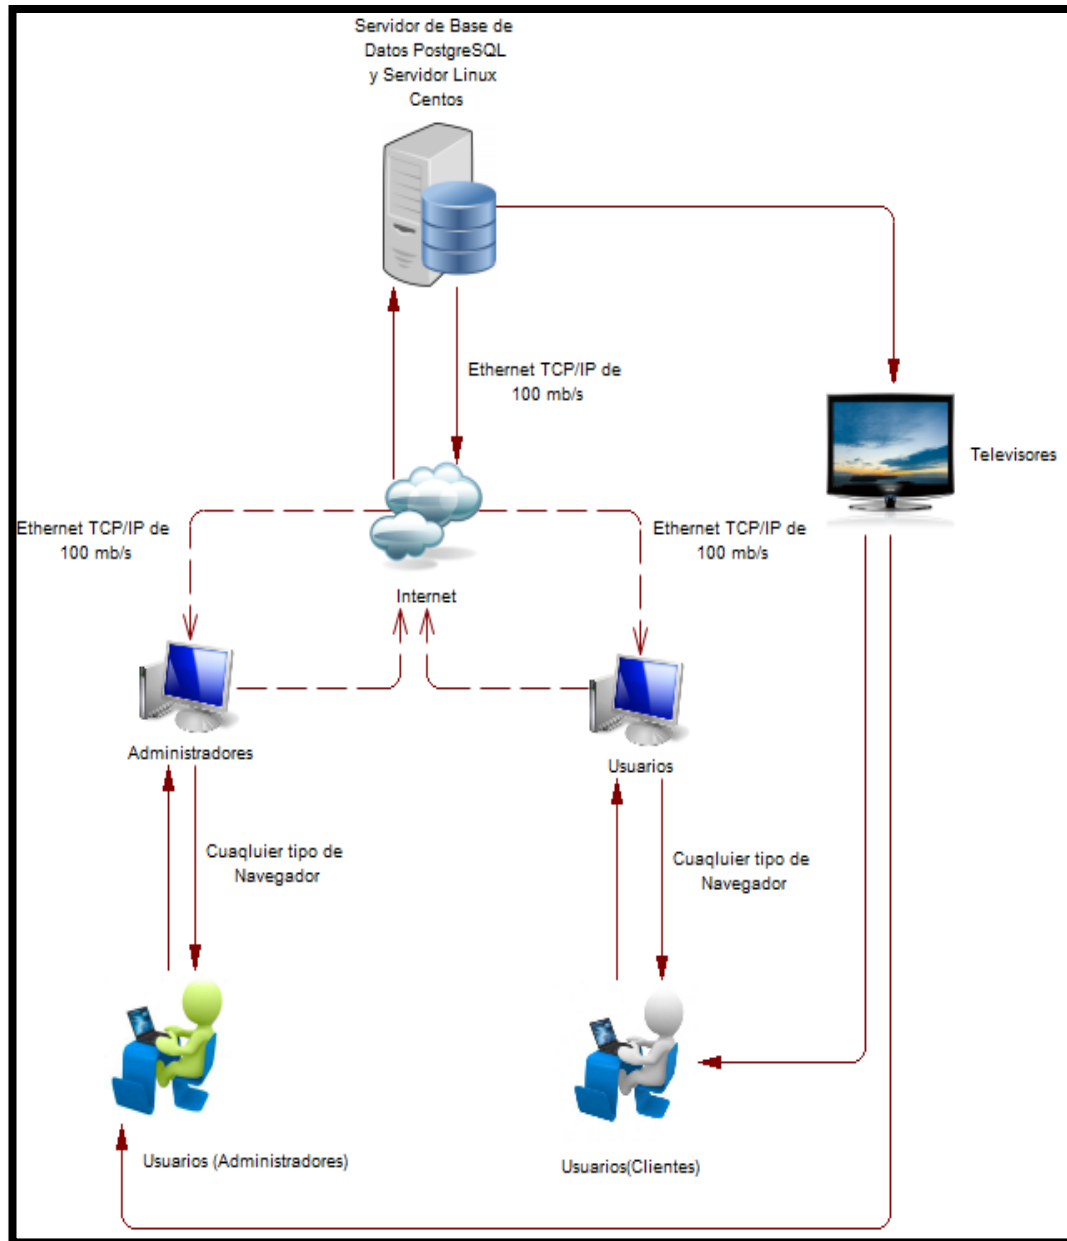 Servidor de Base de
Datos PostgreSQL
y Servidor Linux
Centos
Ethernet TCP/IP de
100 mb/s
Televisores
Ethernet TCP/IP de
100 mb/s
Ethernet TCP/IP de
100 mb/s
Internet
Administradores
Usuarios
Cuaqluier tipo de
Navegador
Cuaqluier tipo de
Navegador
Usuarios (Administradores)
Usuarios(Clientes)